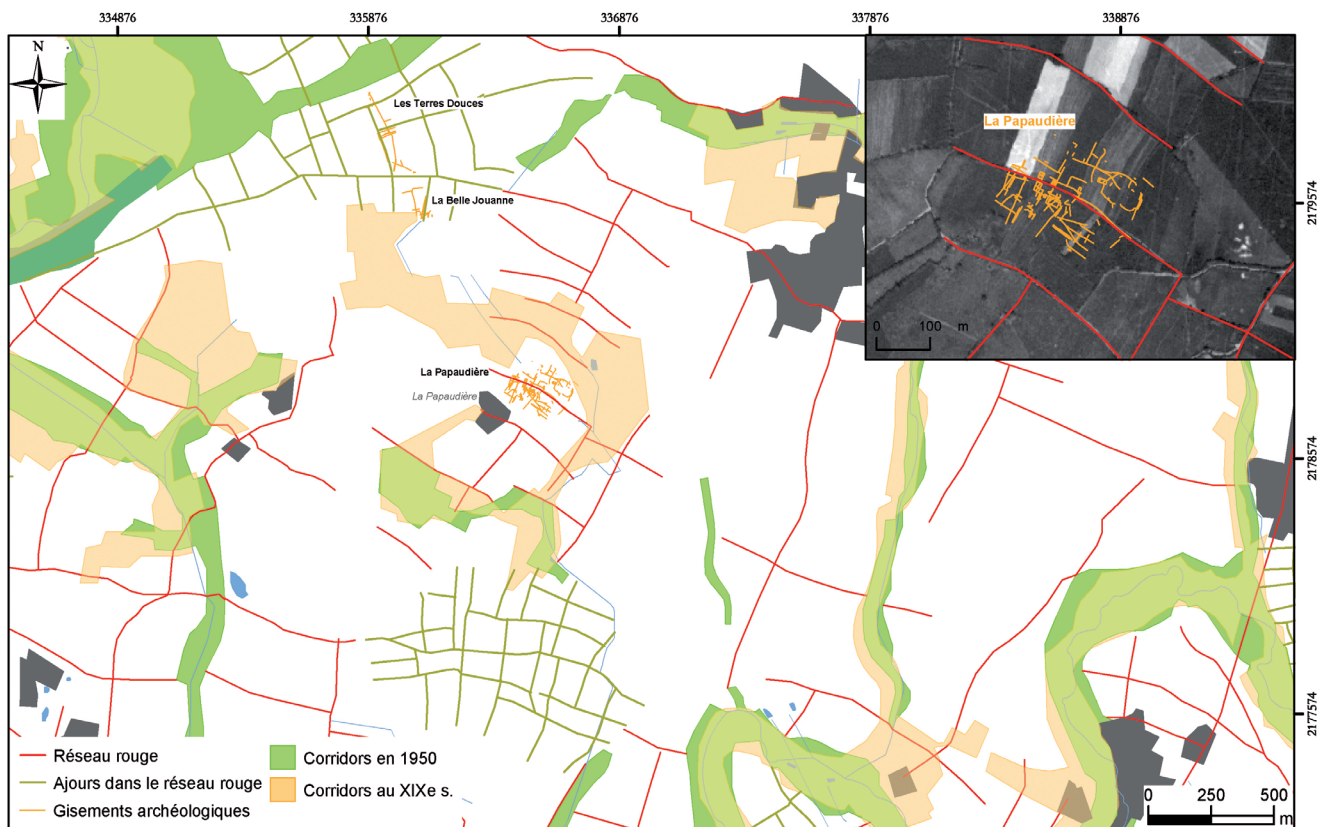 334876
335876
336876
337876
338876
N
La Papaudière
0 100 m
Les Terres Douces
La Belle Jouanne
2179574
La Papaudière
La Papaudière
2178574
2177574
Réseau rouge
Ajours dans le réseau rouge
Gisements archéologiques
Corridors en 1950
Corridors au XIXe s.
0 250 500
m